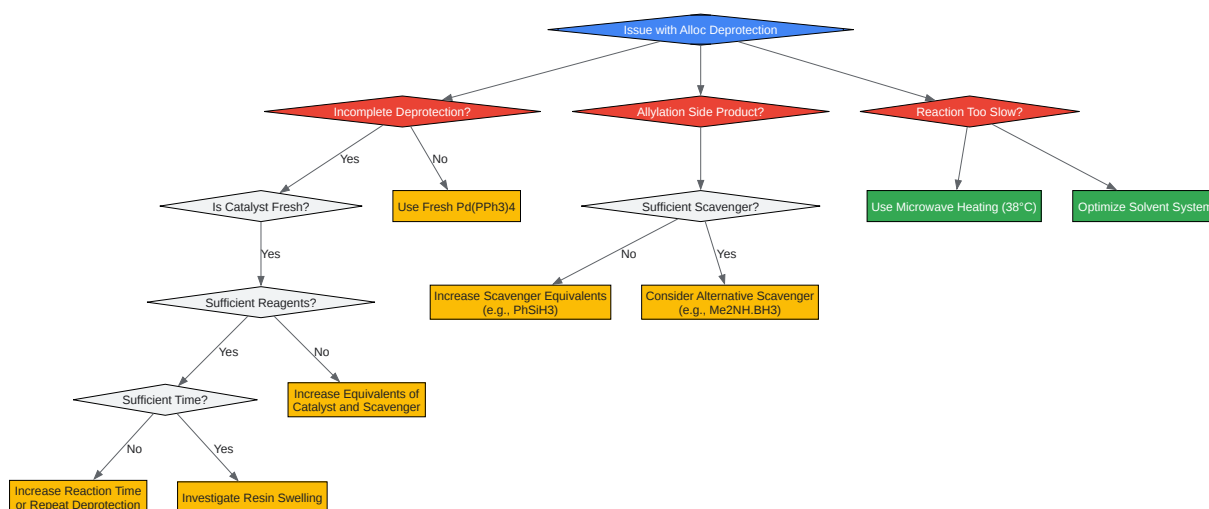 Issue with Alloc Deprotection
Incomplete Deprotection?
Allylation Side Product?
Reaction Too Slow?
Yes
No
Is Catalyst Fresh?
Use Fresh Pd(PPh3)4
Sufficient Scavenger?
Use Microwave Heating (38°C)
Optimize Solvent System
Yes
No
Yes
Sufficient Reagents?
Increase Scavenger Equivalents
(e.g., PhSiH3)
Consider Alternative Scavenger
(e.g., Me2NH.BH3)
Yes
No
Sufficient Time?
Increase Equivalents of
Catalyst and Scavenger
No
Yes
Increase Reaction Time
or Repeat Deprotection
Investigate Resin Swelling